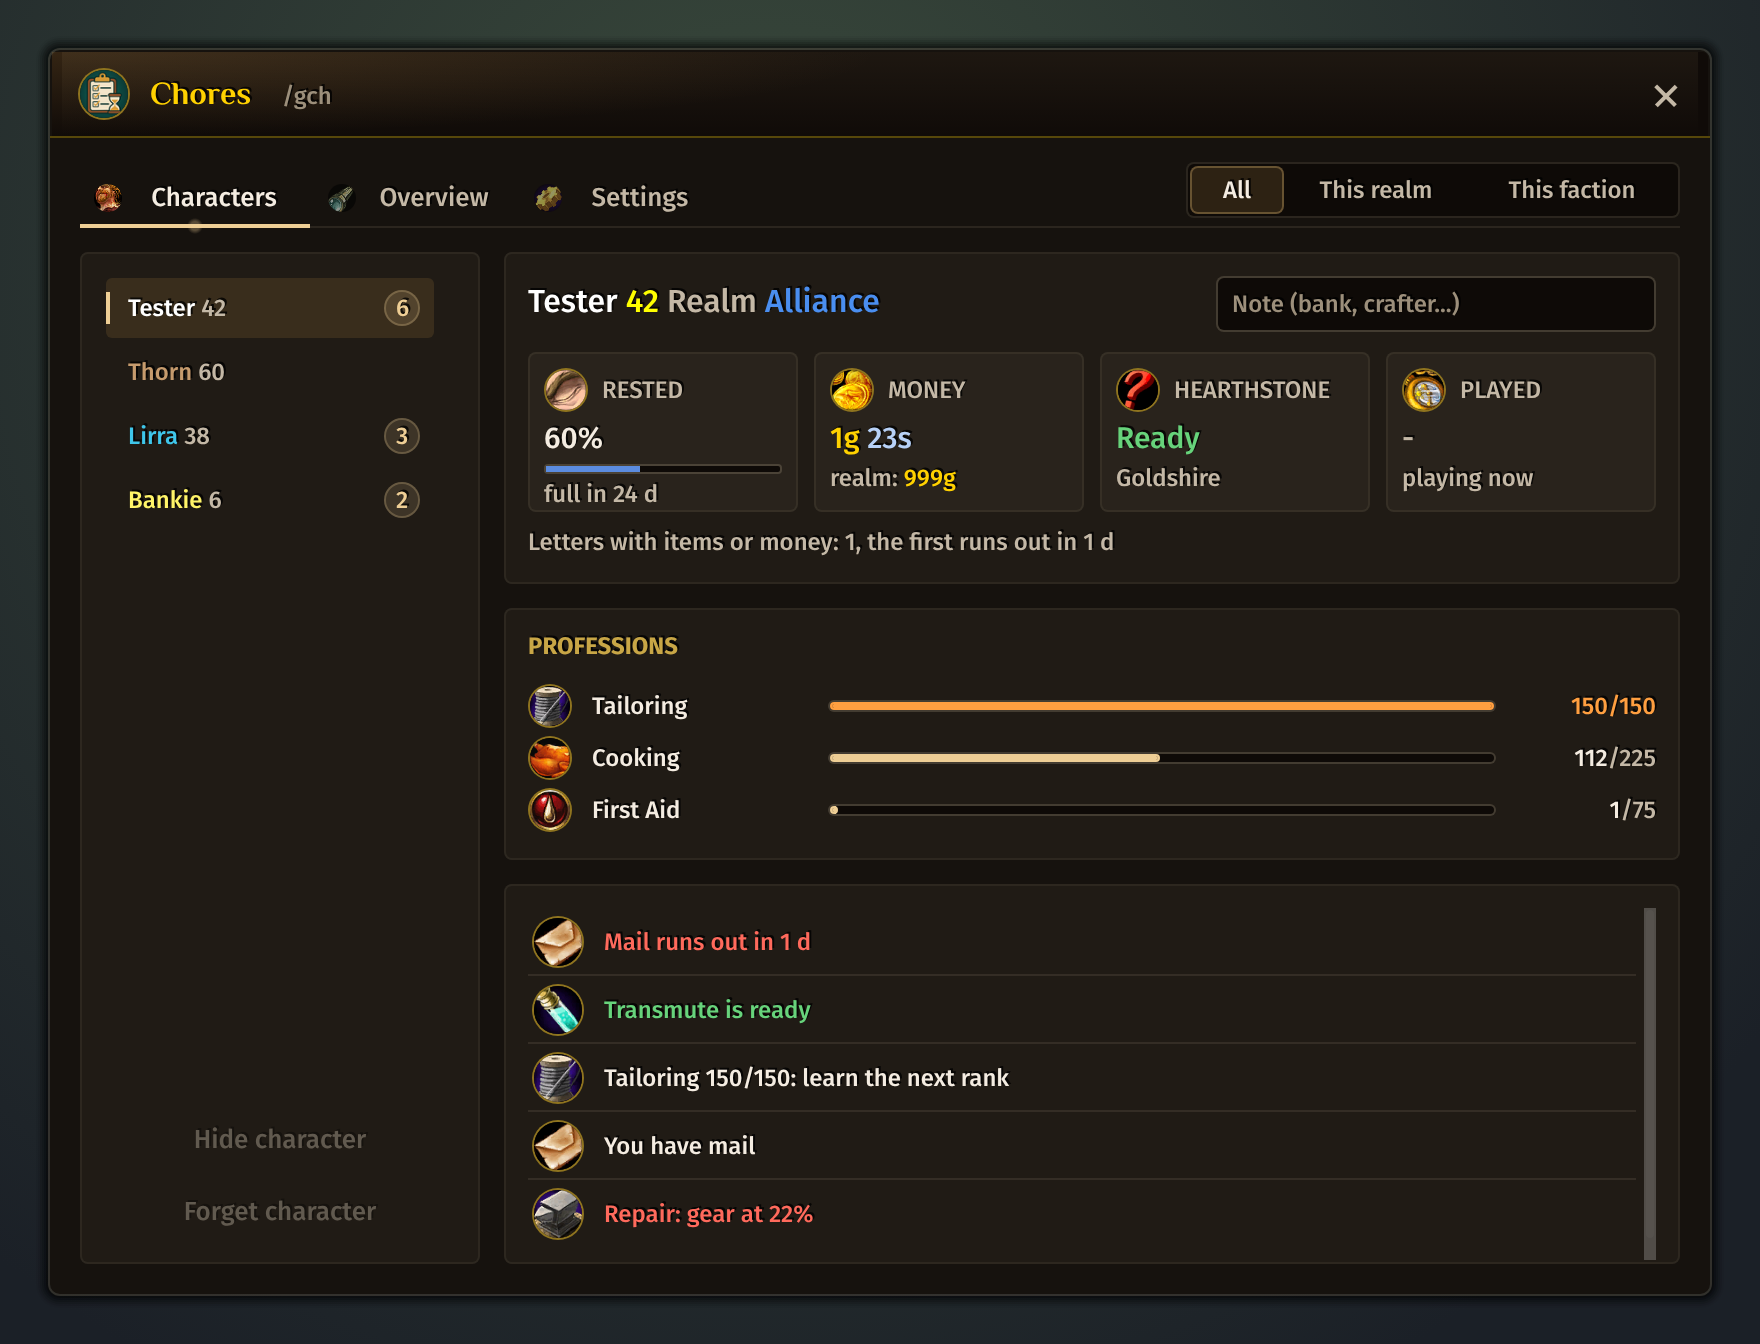 Chores /gch
Characters Overview Settings
All This realm This faction
Tester 42 6
Thorn 60
Lirra 38 3
Bankie 6 2
Hide character
Forget character
Tester 42 Realm Alliance
Note (bank, crafter...)
RESTED
60%
full in 24 d
MONEY
1g 23s
realm: 999g
HEARTHSTONE
Ready
Goldshire
PLAYED
-
playing now
Letters with items or money: 1, the first runs out in 1 d
PROFESSIONS
Tailoring 150/150
Cooking 112/225
First Aid 1/75
Mail runs out in 1 d
Transmute is ready
Tailoring 150/150: learn the next rank
You have mail
Repair: gear at 22%